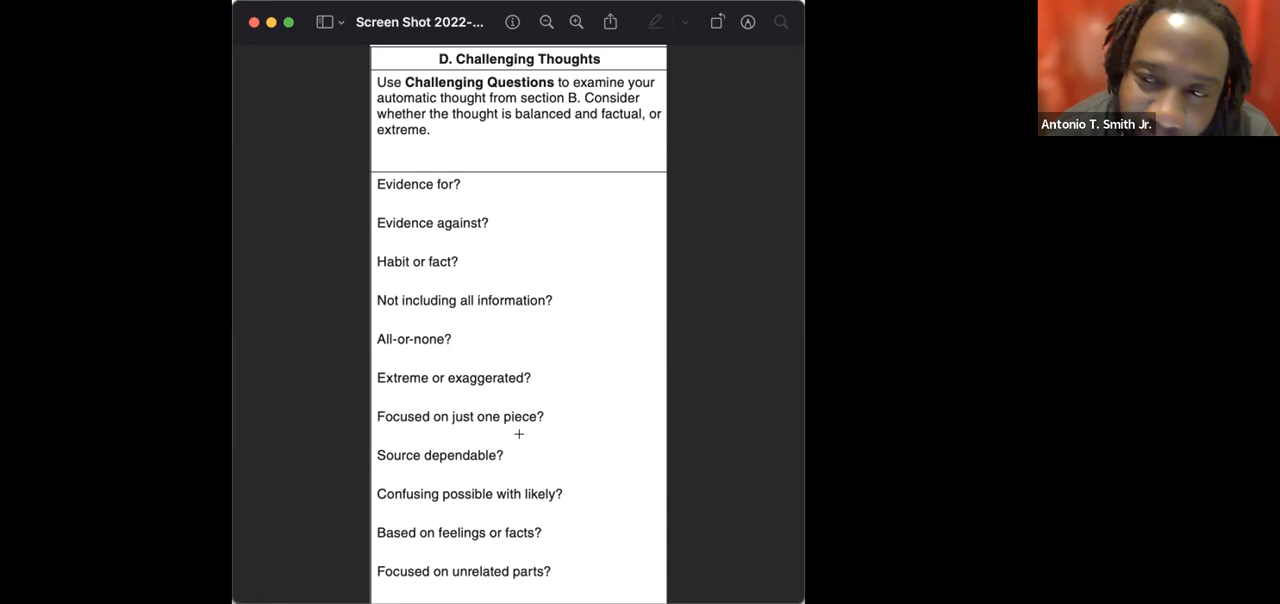 Screen Shot 2022-...
D. Challenging Thoughts
Use Challenging Questions to examine your
automatic thought from section B. Consider
whether the thought is balanced and factual, or
extreme.
Evidence for?
Evidence against?
Habit or fact?
Not including all information?
All-or-none?
Extreme or exaggerated?
Focused on just one piece?
Source dependable?
Confusing possible with likely?
Based on feelings or facts?
Focused on unrelated parts?
Antonio T. Smith Jr.